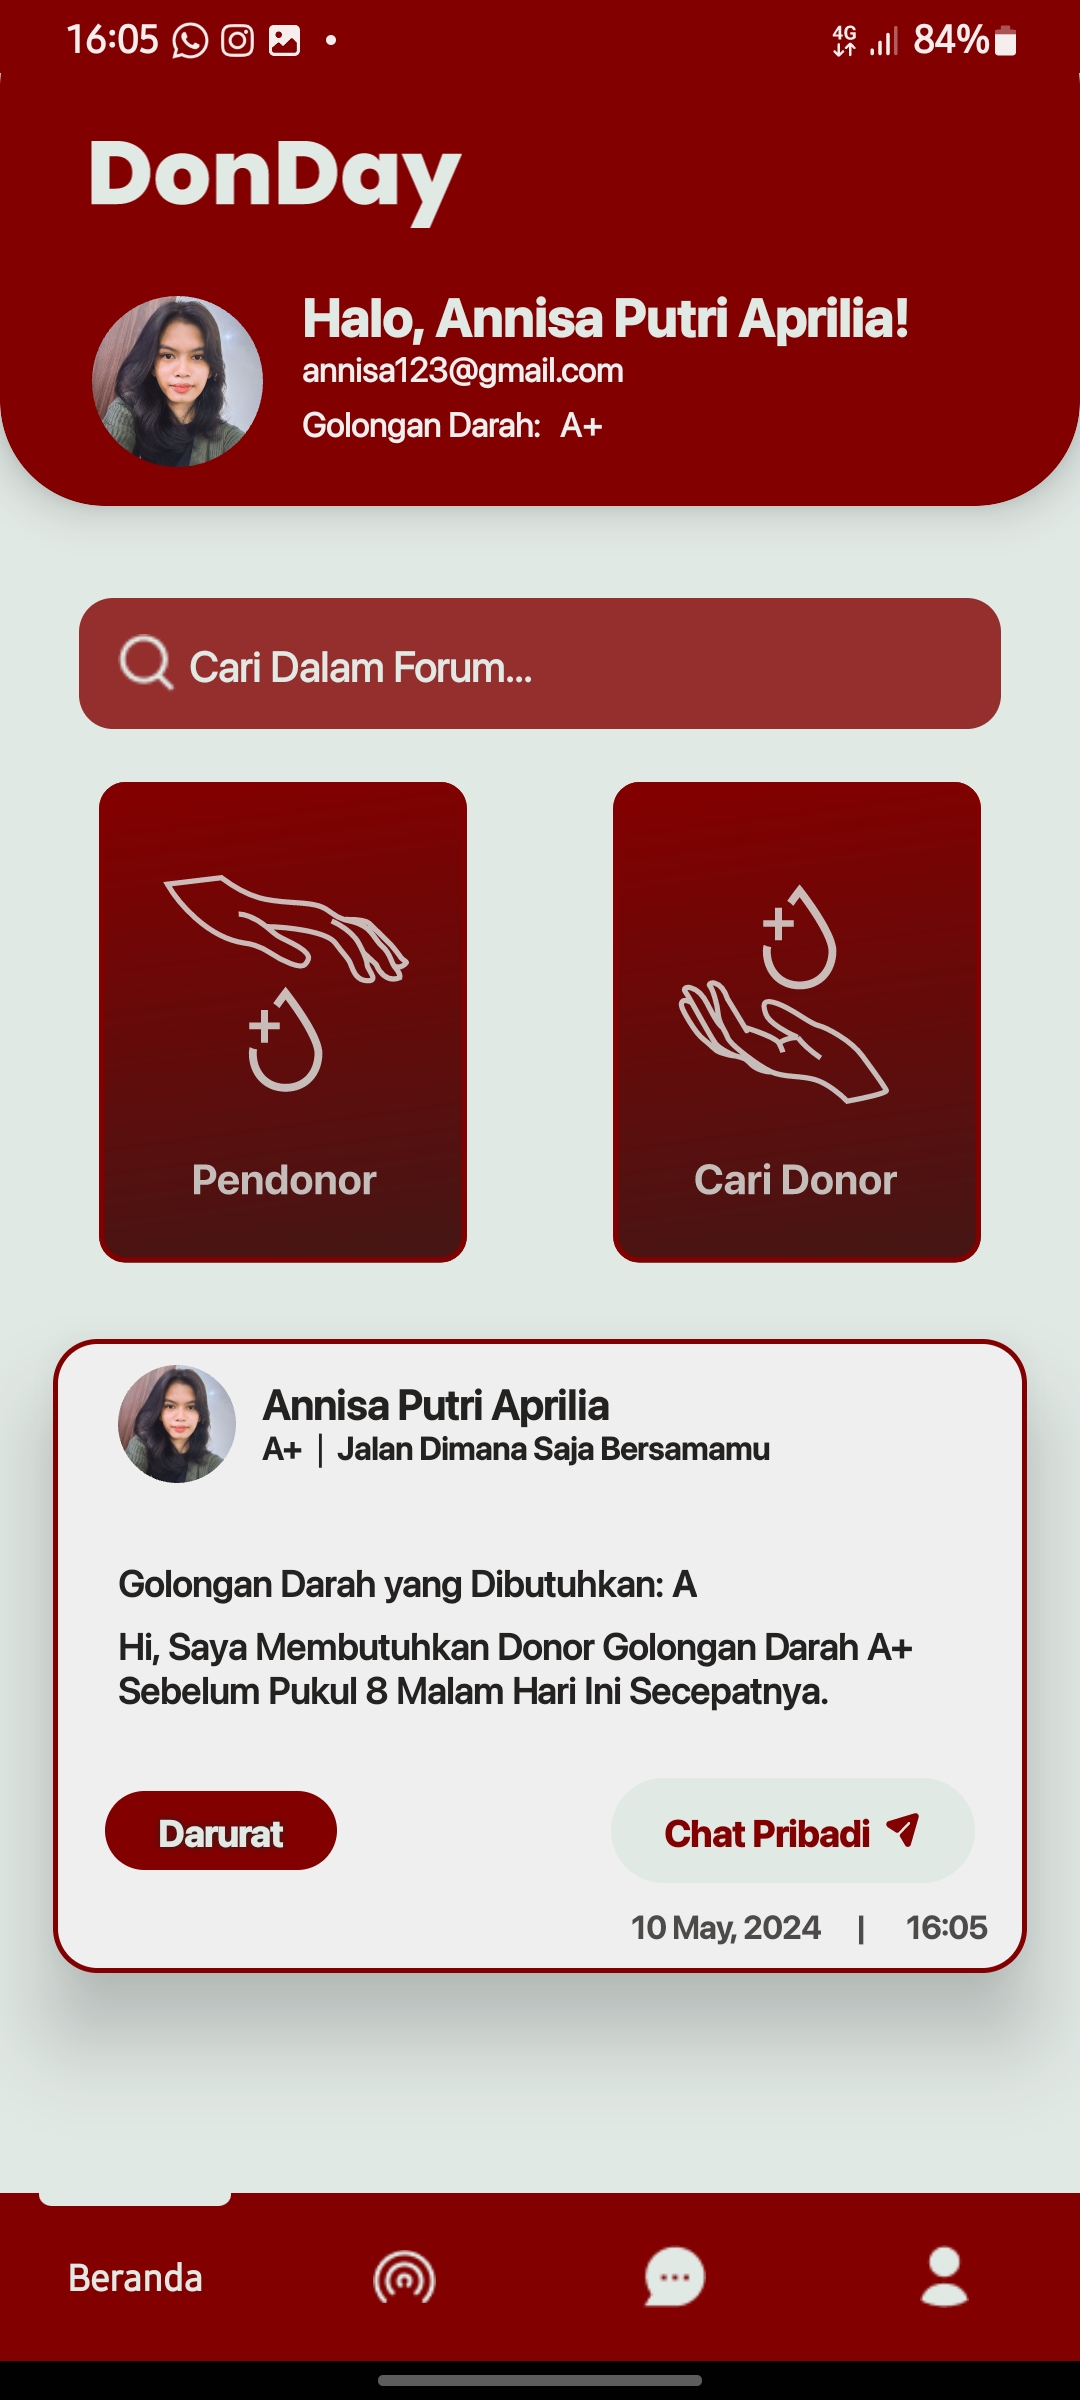 16:05
4G
84%
DonDay
Halo, Annisa Putri Aprilia!
annisa123@gmail.com
Golongan Darah: A+
Cari Dalam Forum...
Pendonor
Cari Donor
Annisa Putri Aprilia
A+ | Jalan Dimana Saja Bersamamu
Golongan Darah yang Dibutuhkan: A
Hi, Saya Membutuhkan Donor Golongan Darah A+
Sebelum Pukul 8 Malam Hari Ini Secepatnya.
Darurat
Chat Pribadi
10 May, 2024 | 16:05
Beranda